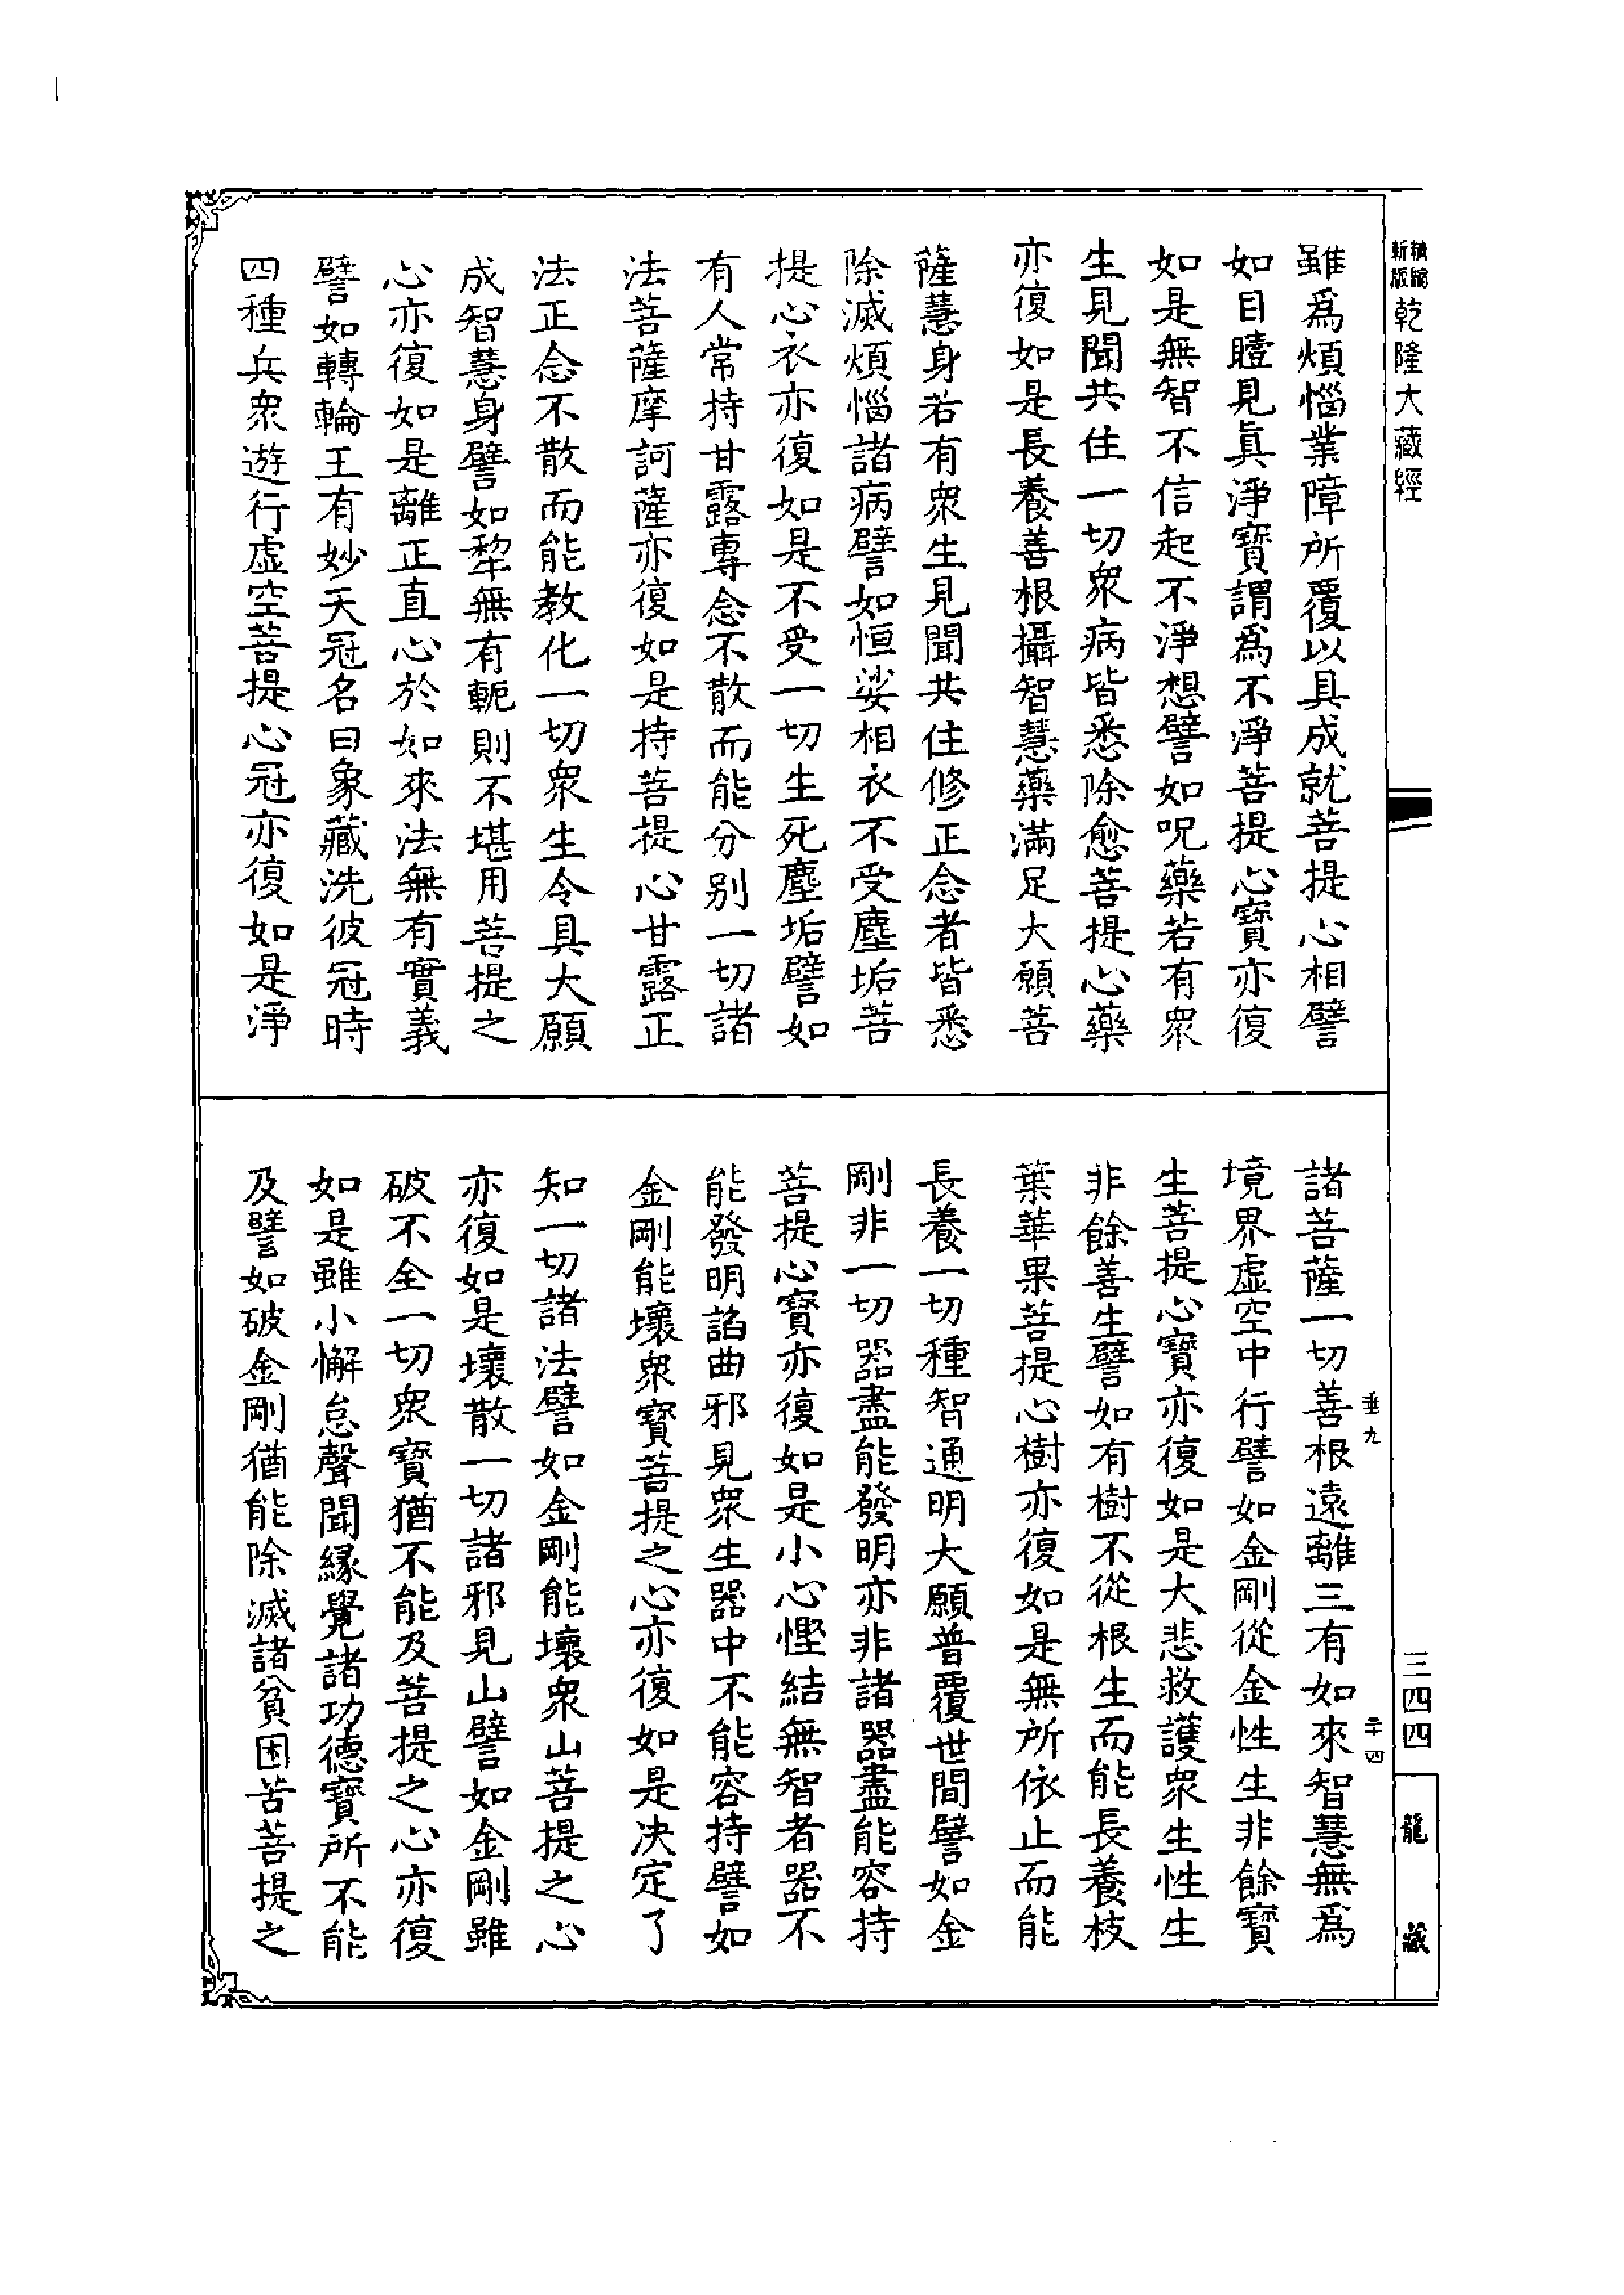 精縮新版乾隆大藏經
雖爲煩惱業障所覆以具成就菩提心相譬
如目曀見眞淨寶謂爲不淨菩提心寶亦復
如是無智不信起不淨想譬如呪藥若有衆
生見聞共住一切衆病皆悉除愈菩提心藥
亦復如是長養善根攝智慧藥滿足大願菩
薩慧身若有衆生見聞共住修正念者皆悉
除滅煩惱諸病譬如恒娑相衣不受塵垢菩
提心衣亦復如是不受一切生死塵垢譬如
有人常持甘露專念不散而能分别一切諸
法菩薩摩訶薩亦復如是持菩提心甘露正
法正念不散而能教化一切衆生令具大願
成智慧身譬如犂無有軛則不堪用菩提之
心亦復如是離正直心於如來法無有實義
譬如轉輪王有妙天冠名曰象藏洗彼冠時
四種兵衆遊行虚空菩提心冠亦復如是淨
諸菩薩一切善根遠離三有如來智慧無爲
境界虚空中行譬如金剛從金性生非餘寶
生菩提心寶亦復如是大悲救護衆生性生
非餘善生譬如有樹不從根生而能長養枝
葉華果菩提心樹亦復如是無所依止而能
長養一切種智通明大願普覆世間譬如金
剛非一切器盡能發明亦非諸器盡能容持
菩提心寶亦復如是小心慳結無智者器不
能發明諂曲邪見衆生器中不能容持譬如
金剛能壞衆寶菩提之心亦復如是决定了
知一切諸法譬如金剛能壞衆山菩提之心
亦復如是壞散一切諸邪見山譬如金剛雖
破不全一切衆寶猶不能及菩提之心亦復
如是雖小懈怠聲聞縁覺諸功德寶所不能
及譬如破金剛猶能除滅諸貧困苦菩提之
垂九
二十四
三四四
龍藏